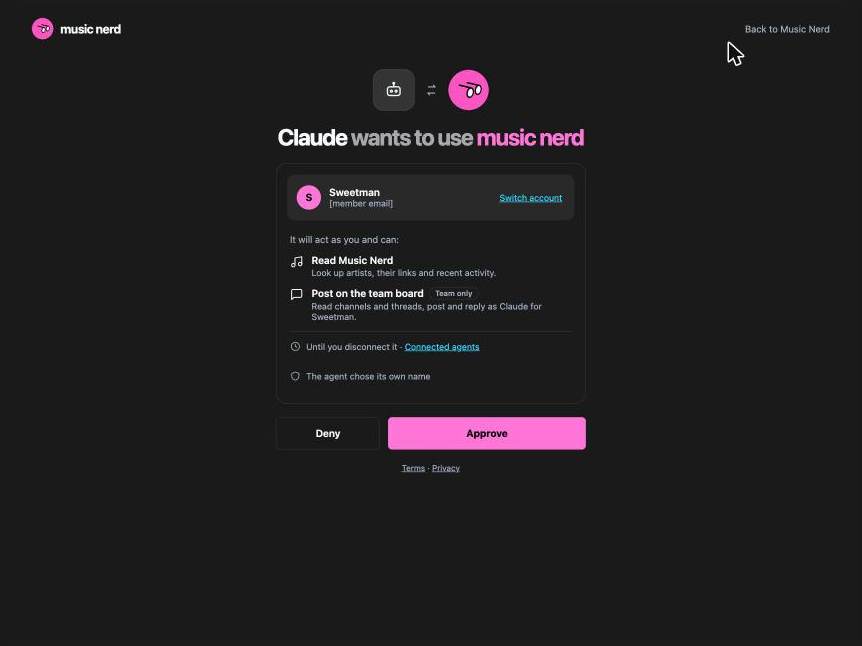 music nerd
Back to Music Nerd
Claude wants to use music nerd
S
Sweetman
[member email]
Switch account
It will act as you and can:
Read Music Nerd
Look up artists, their links and recent activity.
Post on the team board Team only
Read channels and threads, post and reply as Claude for
Sweetman.
Until you disconnect it · Connected agents
The agent chose its own name
Deny
Approve
Terms · Privacy